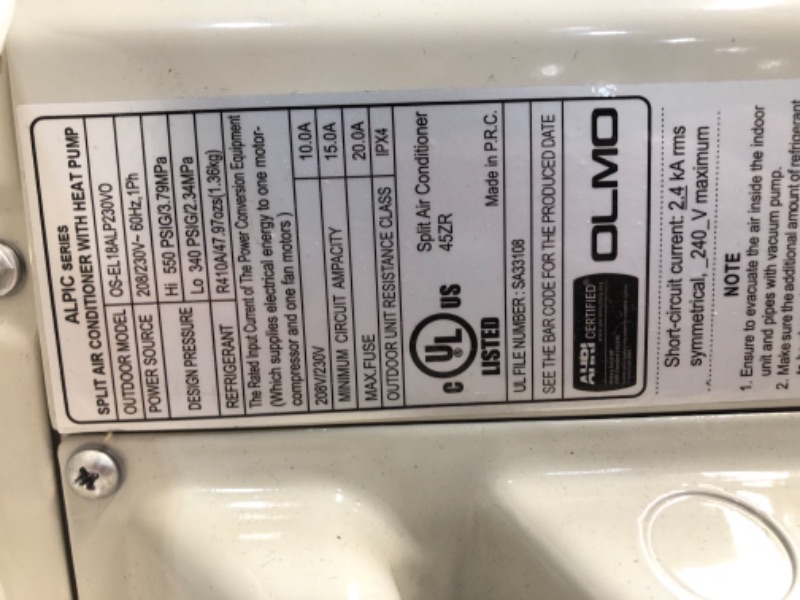 ALPIC SERIES
SPLIT AIR CONDITIONER WITH HEAT PUMP
OUTDOOR MODEL OS-EL18ALP230VO
POWER SOURCE 208/230V~ 60Hz,1Ph
DESIGN PRESSURE Hi 550 PSIG/3.79MPa
Lo 340 PSIG/2.34MPa
REFRIGERANT R410A/47.97ozs(1.36kg)
The Rated Input Current of The Power Conversion Equipment
(Which supplies electrical energy to one motor-
compressor and one fan motors )
208V/230V 10.0A
MINIMUM CIRCUIT AMPACITY 15.0A
MAX.FUSE 20.0A
OUTDOOR UNIT RESISTANCE CLASS IPX4
C UL ® US
LISTED
Split Air Conditioner
45ZR
Made in P.R.C.
UL FILE NUMBER : SA33108
SEE THE BAR CODE FOR THE PRODUCED DATE
AHRI CERTIFIED®
OLMO
Short-circuit current: 2.4 kA rms
symmetrical, _240_V maximum
NOTE
1. Ensure to evacuate the air inside the indoor
unit and pipes with vacuum pump.
2. Make sure the additional amount of refrigerant